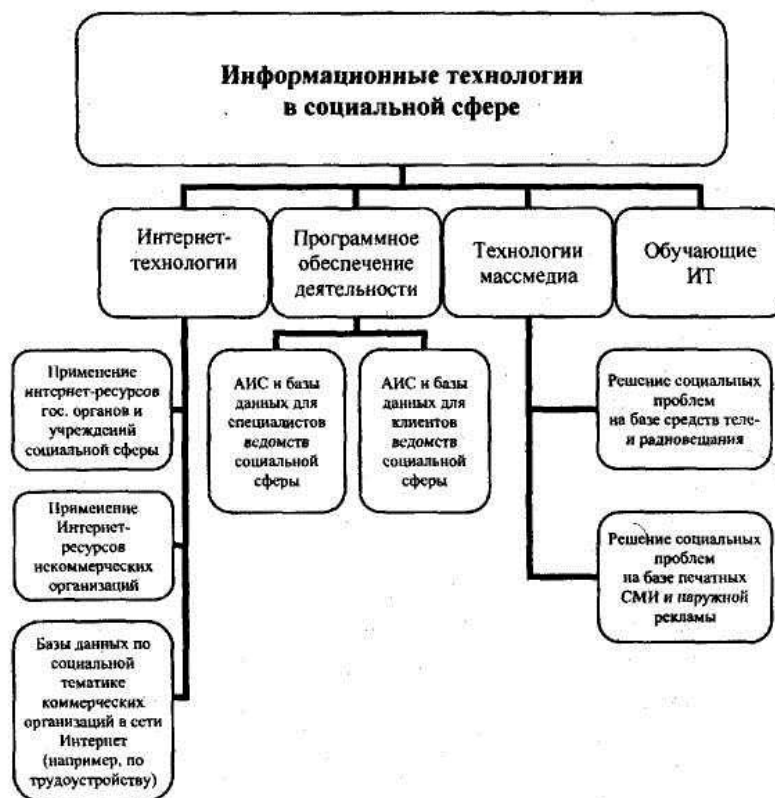 Информационные технологии
в социальной сфере
Интернет-
технологии
Программное
обеспечение
деятельности
Технологии
массмедиа
Обучающие
ИТ
Применение
интернет-ресурсов
гос. органов и
учреждений
социальной сферы
АИС и базы
данных для
специалистов
ведомств
социальной
сферы
АИС и базы
данных для
клиентов
ведомств
социальной
сферы
Решение социальных
проблем
на базе средств теле-
и радиовещания
Применение
Интернет-
ресурсов
некоммерческих
организаций
Решение социальных
проблем
на базе печатных
СМИ и наружной
рекламы
Базы данных по
социальной
тематике
коммерческих
организаций в сети
Интернет
(например, по
трудоустройству)